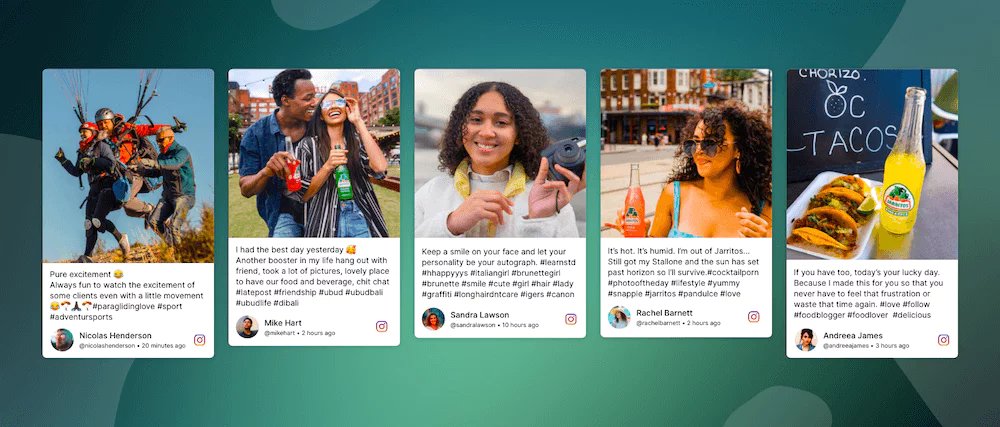 Pure excitement 😂
Always fun to watch the excitement of
some clients even with a little movement
#paraglidinglove #sport
#adventursports
Nicolas Henderson
@nicolashenderson • 20 minutes ago
I had the best day yesterday 🥰
Another booster in my life hang out with
friend, took a lot of pictures, lovely place
to have our food and beverage, chit chat
#latepost #friendship #ubud #ubudbali
#ubudlife #dibali
Mike Hart
@mikehart • 2 hours ago
Keep a smile on your face and let your
personality be your autograph. #learnstd
#hhappyyys #italiangirl #brunettegirl
#brunette #smile #cute #girl #hair #lady
#graffiti #longhairdntcare #igers #canon
Sandra Lawson
@sandralawson • 10 hours ago
JARRITOS
It's hot. It's humid. I'm out of Jarritos...
Still got my Stallone and the sun has set
past horizon so I'll survive.#cocktailporn
#photooftheday #lifestyle #yummy
#snapple #jarritos #pandulce #love
Rachel Barnett
@rachelbarnett • 2 hours ago
CHORIZO.
OC
TACOS
JARRITOS
If you have too, today's your lucky day.
Because I made this for you so that you
never have to feel that frustration or
waste that time again. #love #follow
#foodblogger #foodlover #delicious
Andreea James
@andreeajames • 3 hours ago